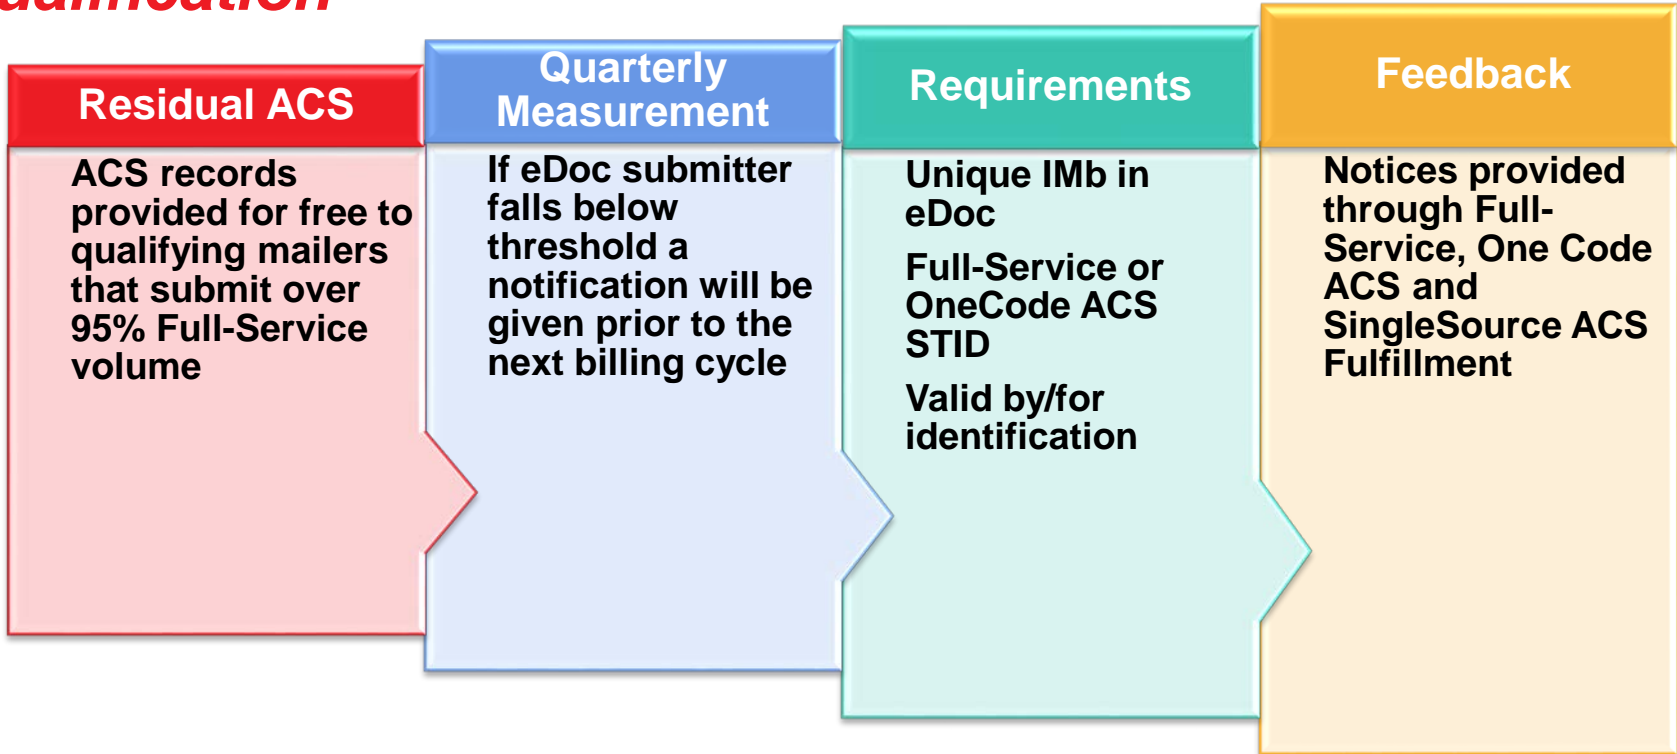 ualification
Residual ACS
ACS records
provided for free to
qualifying mailers
that submit over
95% Full-Service
volume
Quarterly
Measurement
If eDoc submitter
falls below
threshold a
notification will be
given prior to the
next billing cycle
Requirements
Unique IMb in
eDoc
Full-Service or
OneCode ACS
STID
Valid by/for
identification
Feedback
Notices provided
through Full-
Service, One Code
ACS and
SingleSource ACS
Fulfillment